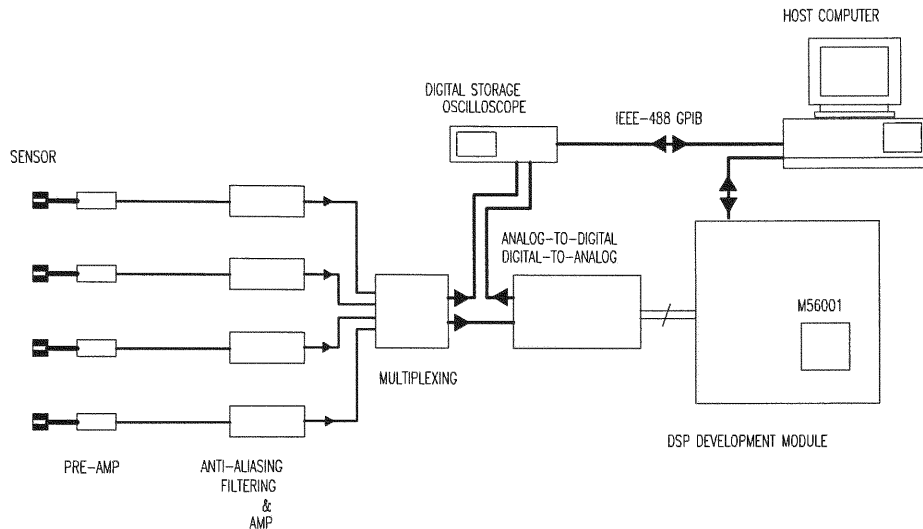 HOST COMPUTER
DIGITAL STORAGE
OSCILLOSCOPE
IEEE-488 GPIB
SENSOR
ANALOG-TO-DIGITAL
DIGITAL-TO-ANALOG
M56001
MULTIPLEXING
DSP DEVELOPMENT MODULE
PRE-AMP
ANTI-ALIASING
FILTERING
&
AMP